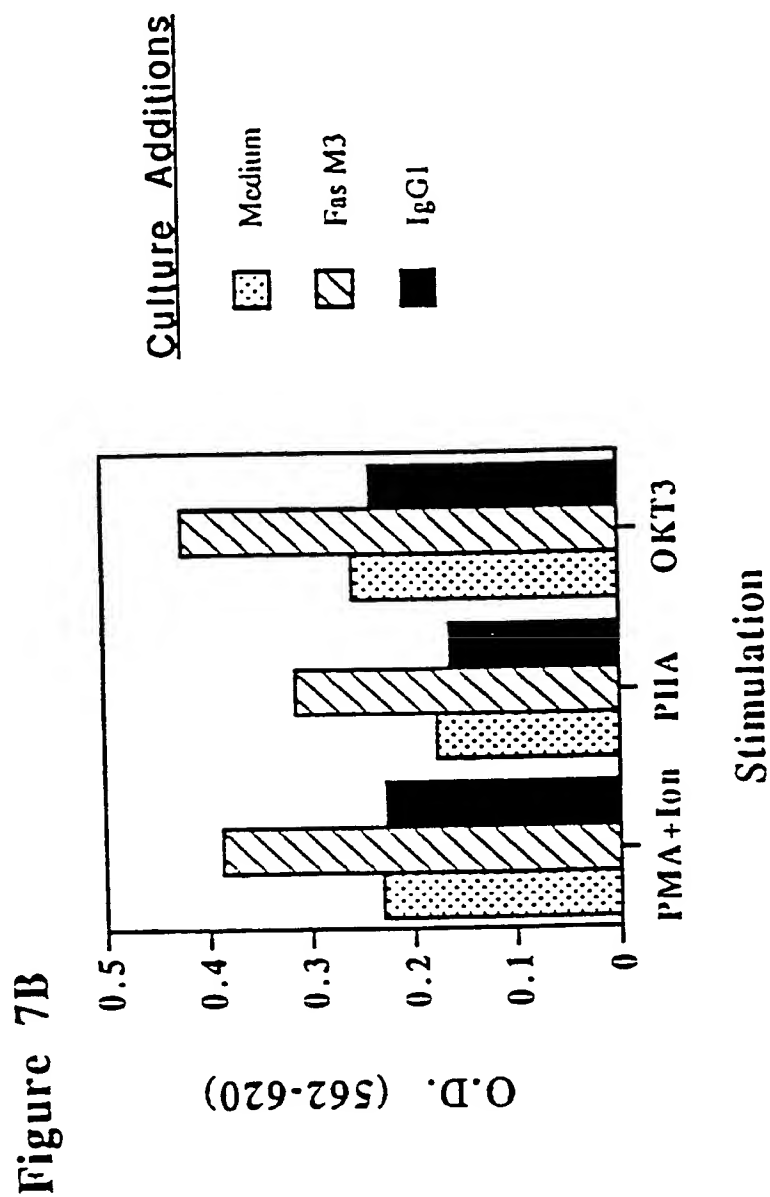 Figure 7B
Culture Additions
Medium
Fas M3
IgG1
O.D. (562-620)
0.5
0.4
0.3
0.2
0.1
0
PMA+Ion
PHA
OKT3
Stimulation